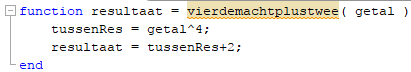 function resultaat = vierdemachtplustwee( getal )
    tussenRes = getal^4;
    resultaat = tussenRes+2;
end